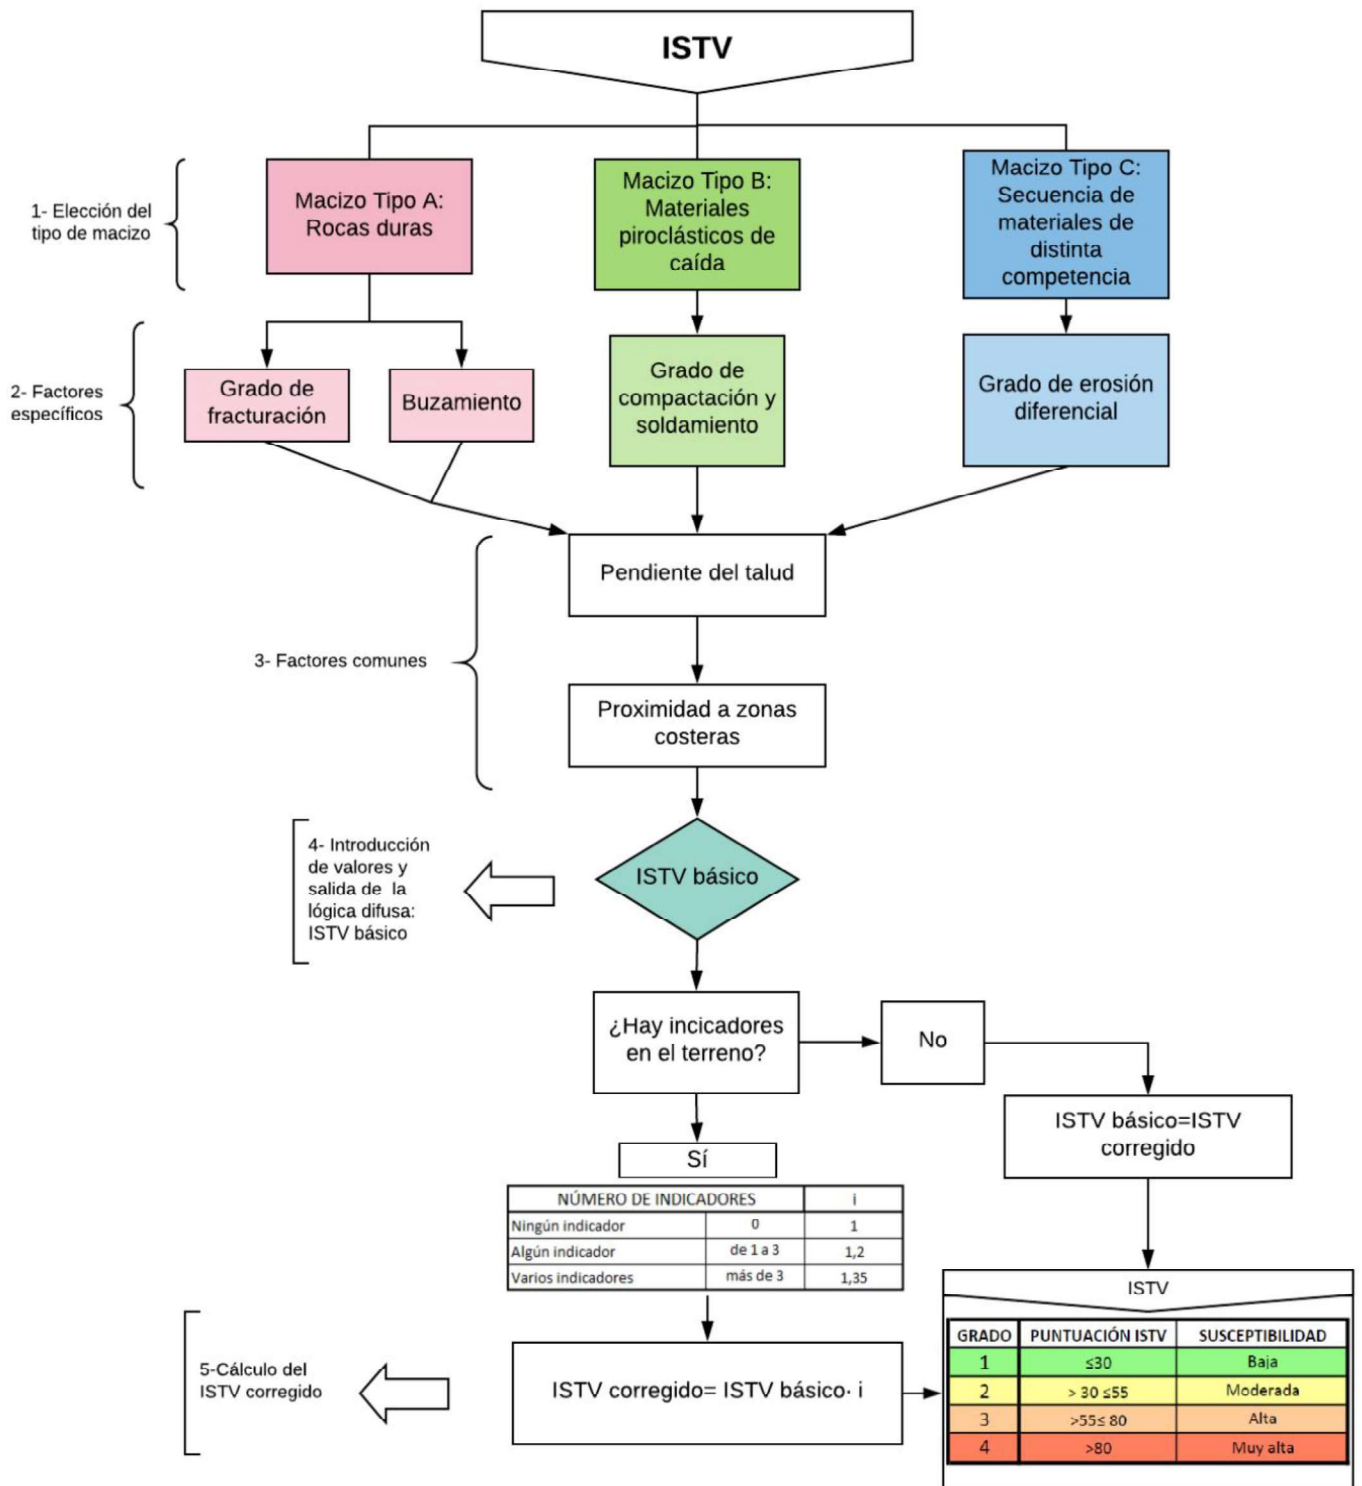 ISTV
1- Elección del
tipo de macizo
Macizo Tipo A:
Rocas duras
Macizo Tipo B:
Materiales
piroclásticos de
caída
Macizo Tipo C:
Secuencia de
materiales de
distinta
competencia
2- Factores
específicos
Grado de
fracturación
Buzamiento
Grado de
compactación y
soldamiento
Grado de erosión
diferencial
3- Factores comunes
Pendiente del talud
Proximidad a zonas
costeras
4- Introducción
de valores y
salida de la
lógica difusa:
ISTV básico
ISTV básico
¿Hay incicadores
en el terreno?
No
ISTV básico=ISTV
corregido
Sí
NÚMERO DE INDICADORES i
Ningún indicador 0 1
Algún indicador de 1 a 3 1,2
Varios indicadores más de 3 1,35
5-Cálculo del
ISTV corregido
ISTV corregido= ISTV básico· i
ISTV
GRADO PUNTUACIÓN ISTV SUSCEPTIBILIDAD
1 ≤30 Baja
2 > 30 ≤55 Moderada
3 >55≤ 80 Alta
4 >80 Muy alta